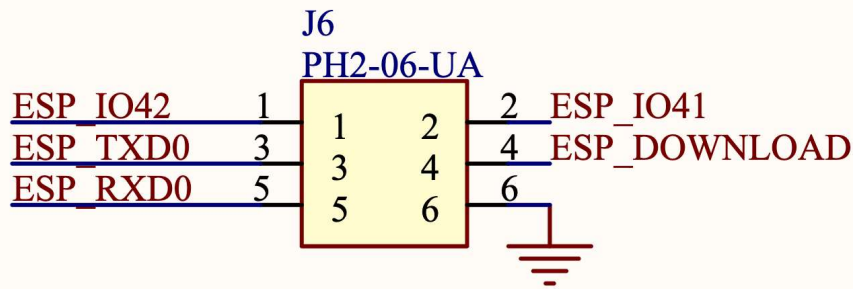 J6
PH2-06-UA
ESP_IO42 1 1 2 2 ESP_IO41
ESP_TXD0 3 3 4 4 ESP_DOWNLOAD
ESP_RXD0 5 5 6 6